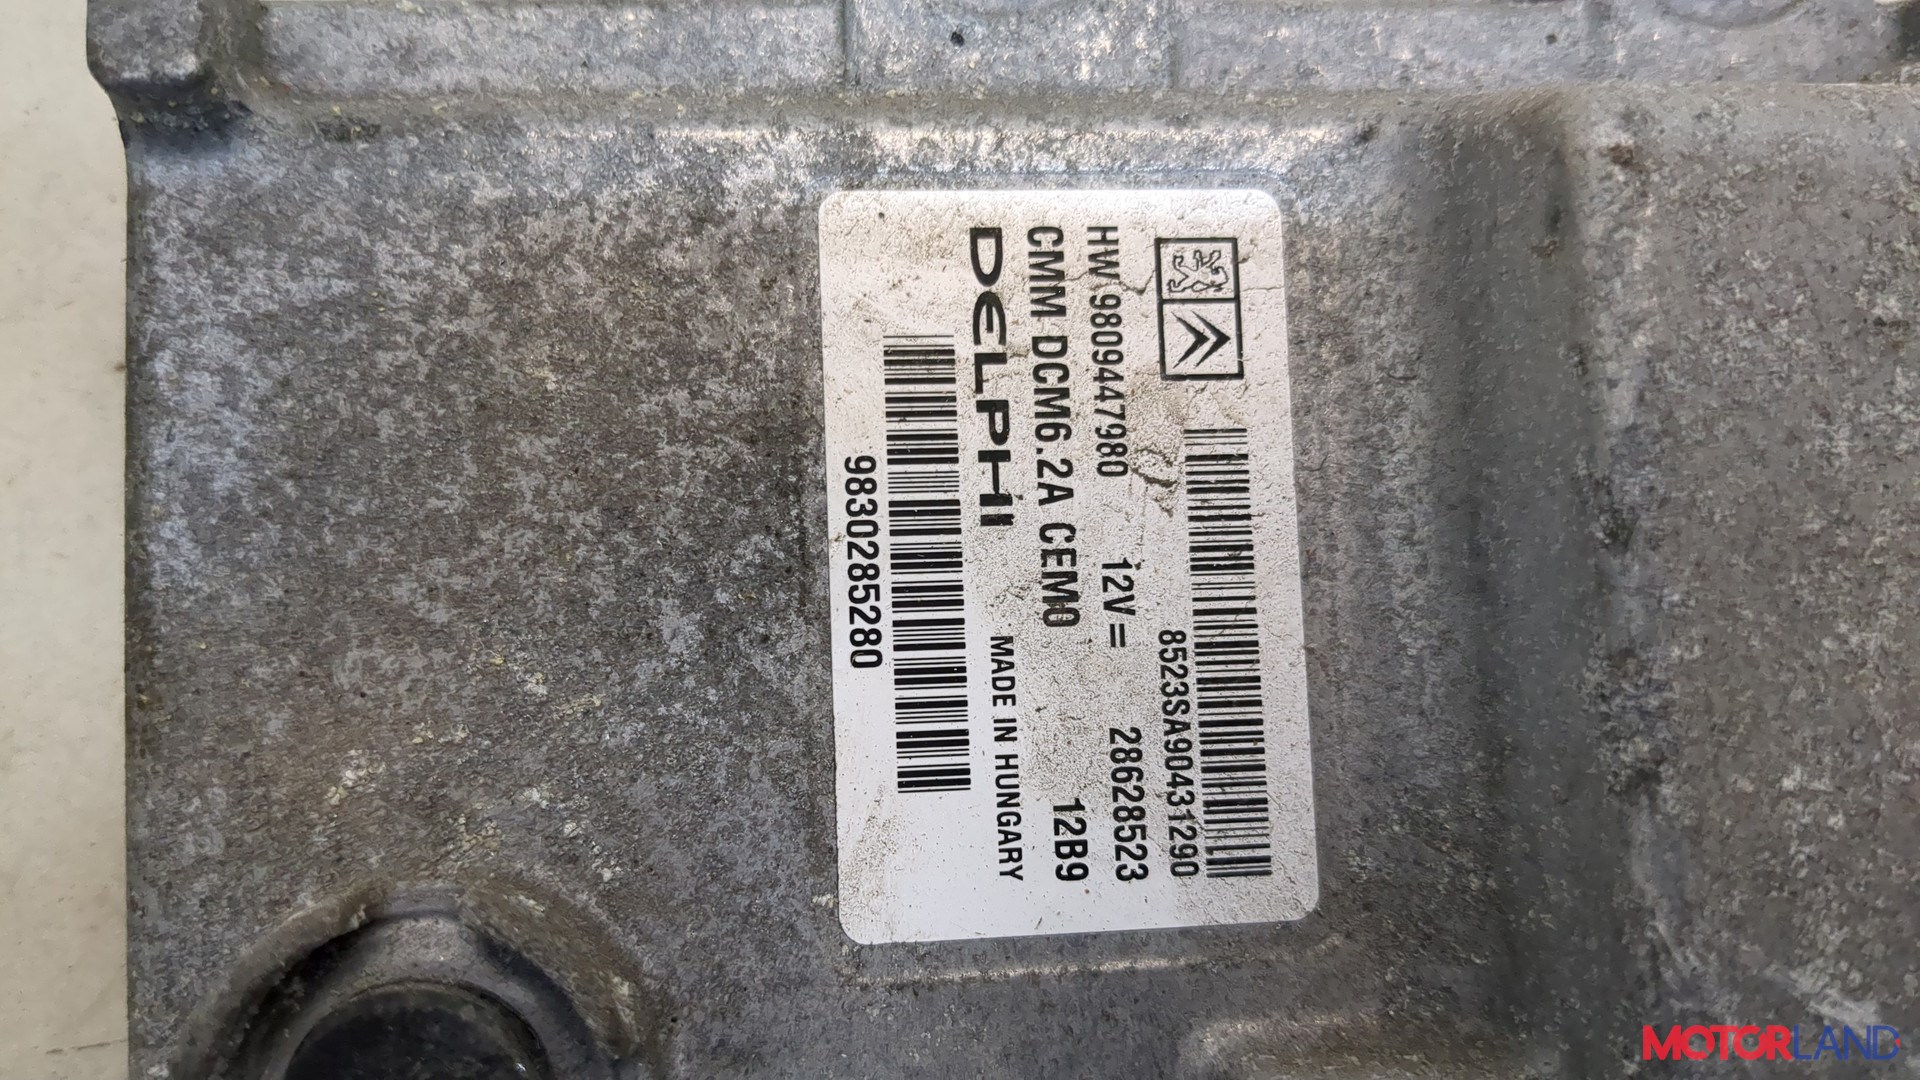 8523SA90431290
HW 9809447980 12V= 28628523
CMM DCM6.2A CEM0 12B9
DELPHI MADE IN HUNGARY
9830285280
MOTORLAND